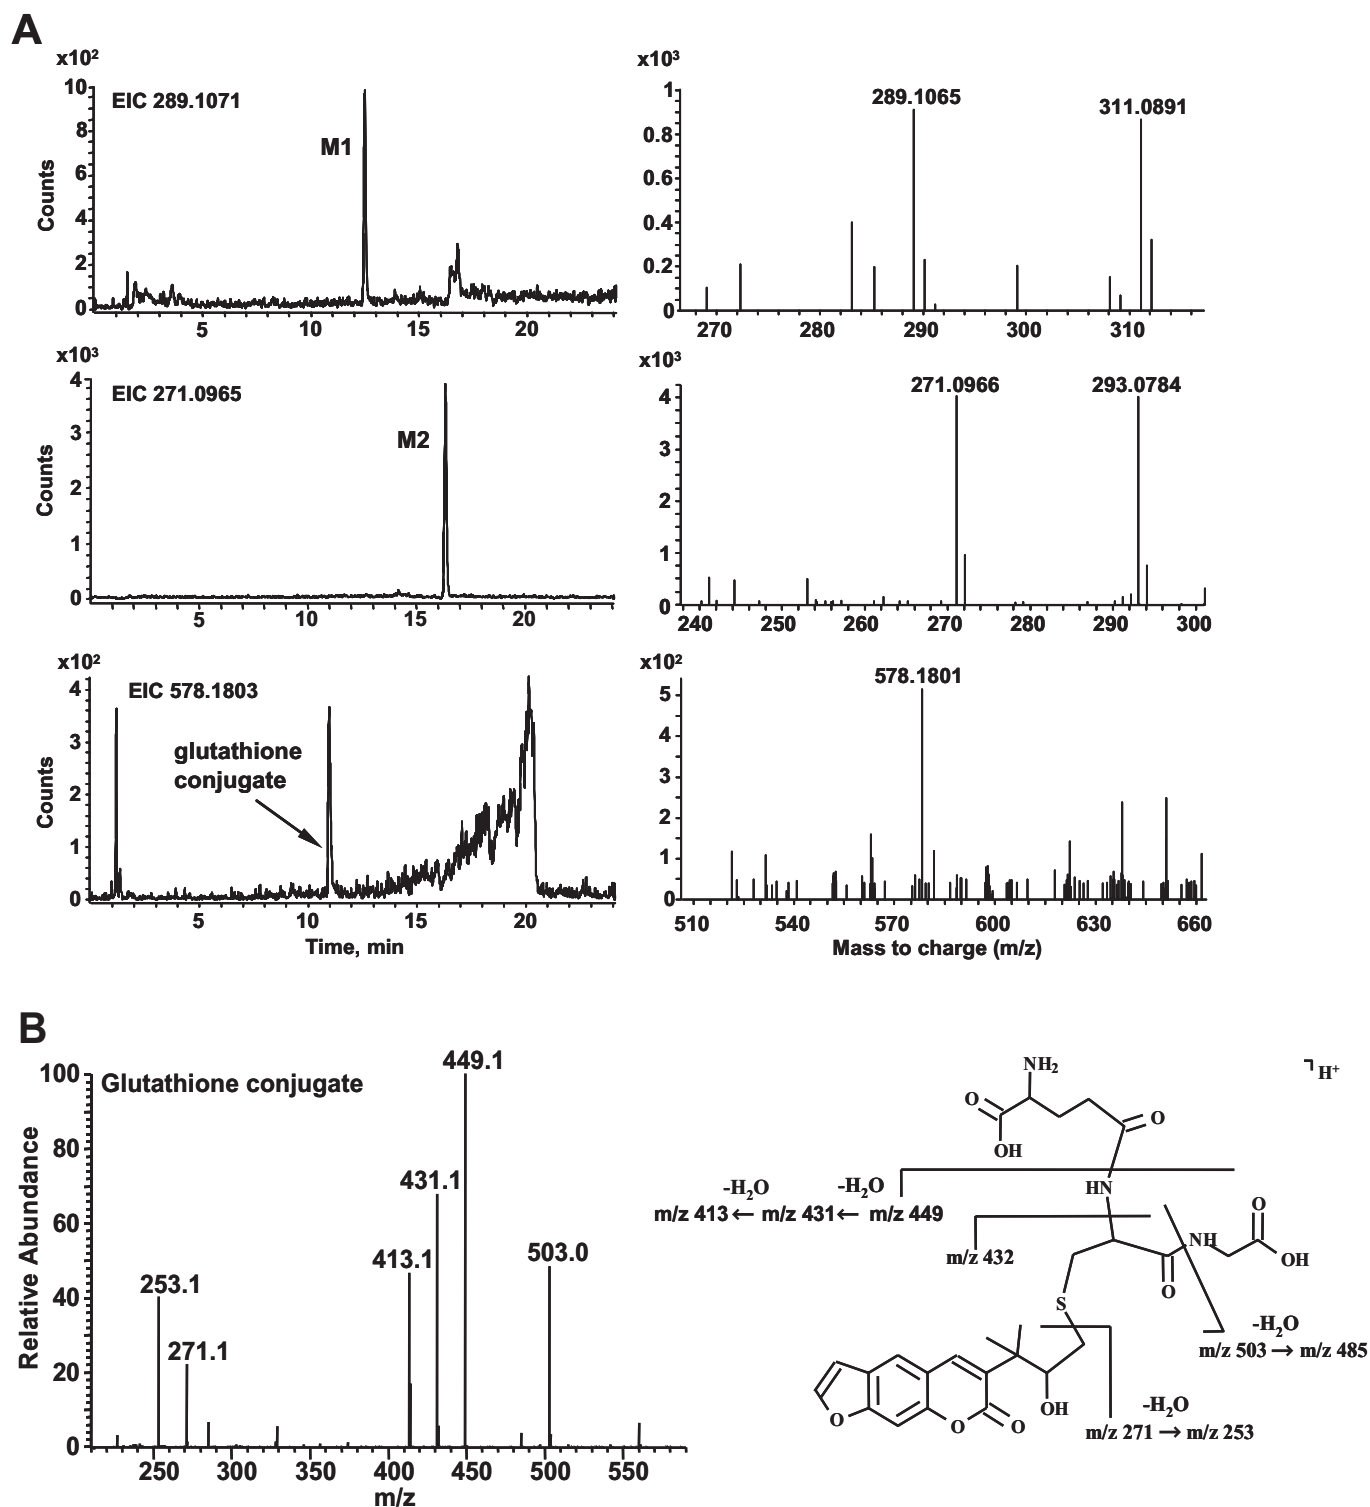 A
x10²
EIC 289.1071
M1
Counts
10
8
6
4
2
0
5 10 15 20
x10³
289.1065
311.0891
1
0.8
0.6
0.4
0.2
0
270 280 290 300 310
x10³
EIC 271.0965
M2
Counts
4
3
2
1
0
5 10 15 20
x10³
271.0966
293.0784
4
3
2
1
0
240 250 260 270 280 290 300
x10²
EIC 578.1803
glutathione
conjugate
Counts
4
3
2
1
0
5 10 15 20
Time, min
x10²
578.1801
5
4
3
2
1
0
510 540 570 600 630 660
Mass to charge (m/z)
B
Glutathione conjugate
Relative Abundance
100
80
60
40
20
0
253.1
271.1
413.1
431.1
449.1
503.0
250 300 350 400 450 500 550
m/z
NH₂
H⁺
O
OH
O
-H₂O -H₂O
HN
m/z 413 ← m/z 431 ← m/z 449
m/z 432
O
NH
OH
O
S
-H₂O
m/z 503 → m/z 485
O
O
O
OH
-H₂O
m/z 271 → m/z 253